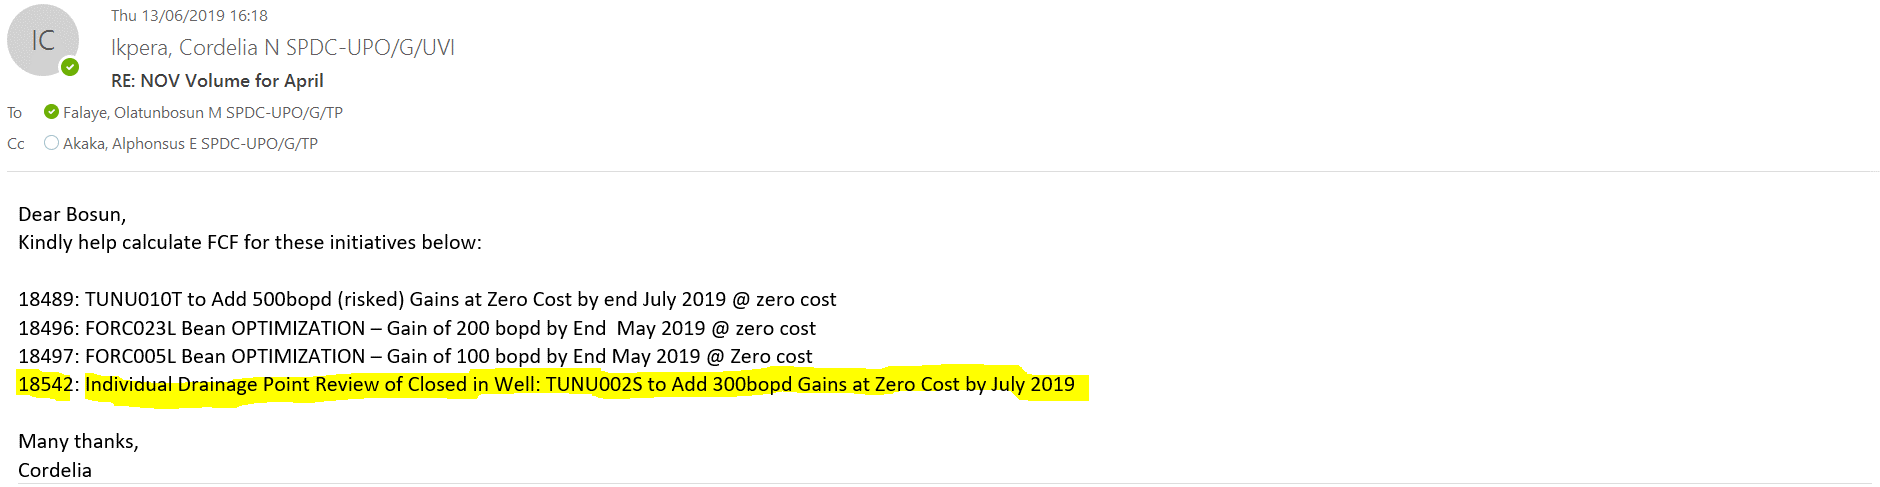 IC
Thu 13/06/2019 16:18
Ikpera, Cordelia N SPDC-UPO/G/UVI
RE: NOV Volume for April
To Falaye, Olatunbosun M SPDC-UPO/G/TP
Cc Akaka, Alphonsus E SPDC-UPO/G/TP
Dear Bosun,
Kindly help calculate FCF for these initiatives below:
18489: TUNU010T to Add 500bopd (risked) Gains at Zero Cost by end July 2019 @ zero cost
18496: FORC023L Bean OPTIMIZATION – Gain of 200 bopd by End  May 2019 @ zero cost
18497: FORC005L Bean OPTIMIZATION – Gain of 100 bopd by End May 2019 @ Zero cost
18542: Individual Drainage Point Review of Closed in Well: TUNU002S to Add 300bopd Gains at Zero Cost by July 2019
Many thanks,
Cordelia